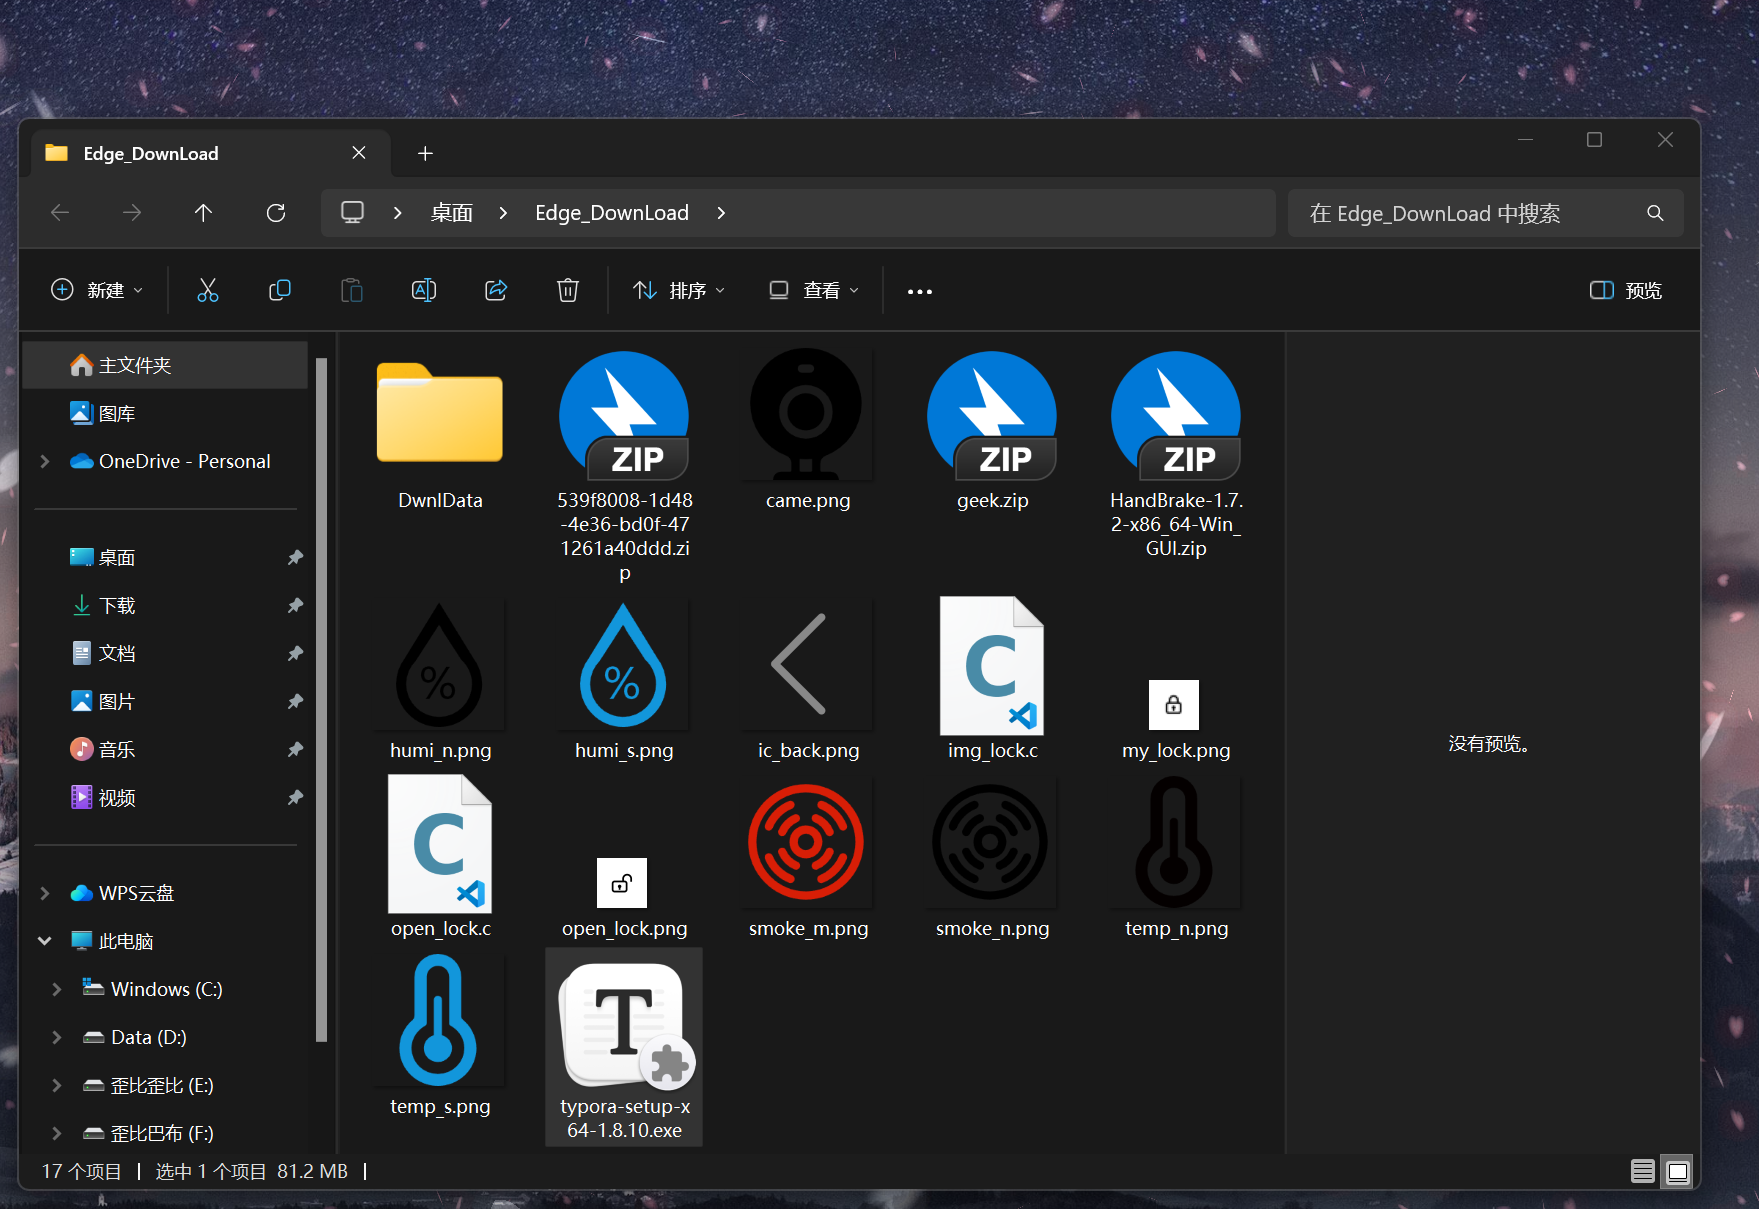 Edge_DownLoad
桌面
Edge_DownLoad
在 Edge_DownLoad 中搜索
新建
排序
查看
预览
主文件夹
图库
OneDrive - Personal
桌面
下载
文档
图片
音乐
视频
WPS云盘
此电脑
Windows (C:)
Data (D:)
歪比歪比 (E:)
歪比巴布 (F:)
DwnlData
ZIP
539f8008-1d48
-4e36-bd0f-47
1261a40ddd.zi
p
came.png
ZIP
geek.zip
ZIP
HandBrake-1.7.
2-x86_64-Win_
GUI.zip
%
humi_n.png
%
humi_s.png
ic_back.png
C
img_lock.c
my_lock.png
C
open_lock.c
open_lock.png
smoke_m.png
smoke_n.png
temp_n.png
temp_s.png
T
typora-setup-x
64-1.8.10.exe
没有预览。
17 个项目
选中 1 个项目 81.2 MB